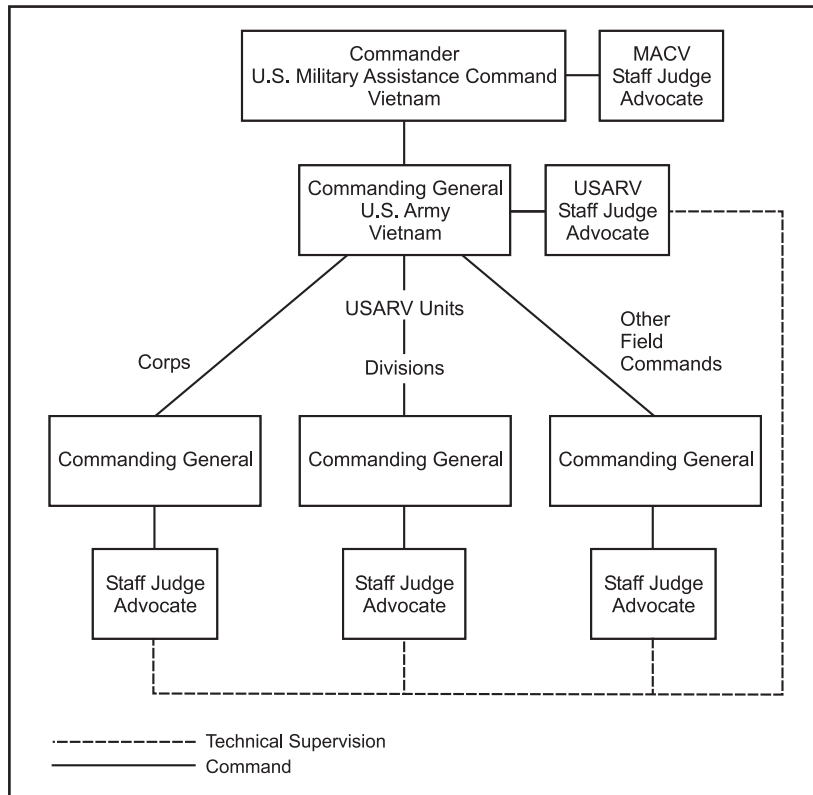 Commander
U.S. Military Assistance Command
Vietnam
MACV
Staff Judge
Advocate
Commanding General
U.S. Army
Vietnam
USARV
Staff Judge
Advocate
Corps
USARV Units
Divisions
Other
Field
Commands
Commanding General
Commanding General
Commanding General
Staff Judge
Advocate
Staff Judge
Advocate
Staff Judge
Advocate
Technical Supervision
Command